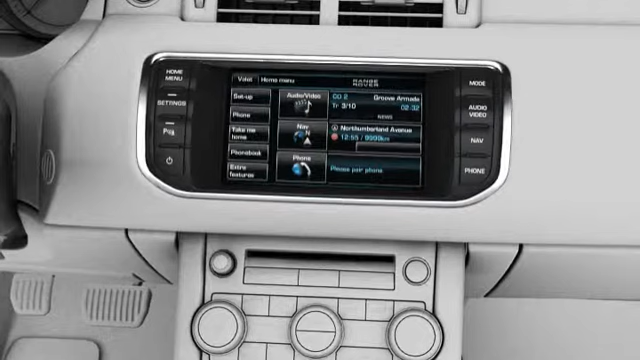 HOME
MENU
SETTINGS
Valet
Home menu
RANGE
ROVER
Set-up
Phone
Take me
home
Phonebook
Extra
features
Audio/Video
Nav
Phone
CD 2
Groove Armada
Tr 3/10
02:32
NEWS
Northumberland Avenue
12:55 / 9999km
Please pair phone
MODE
AUDIO
VIDEO
NAV
PHONE